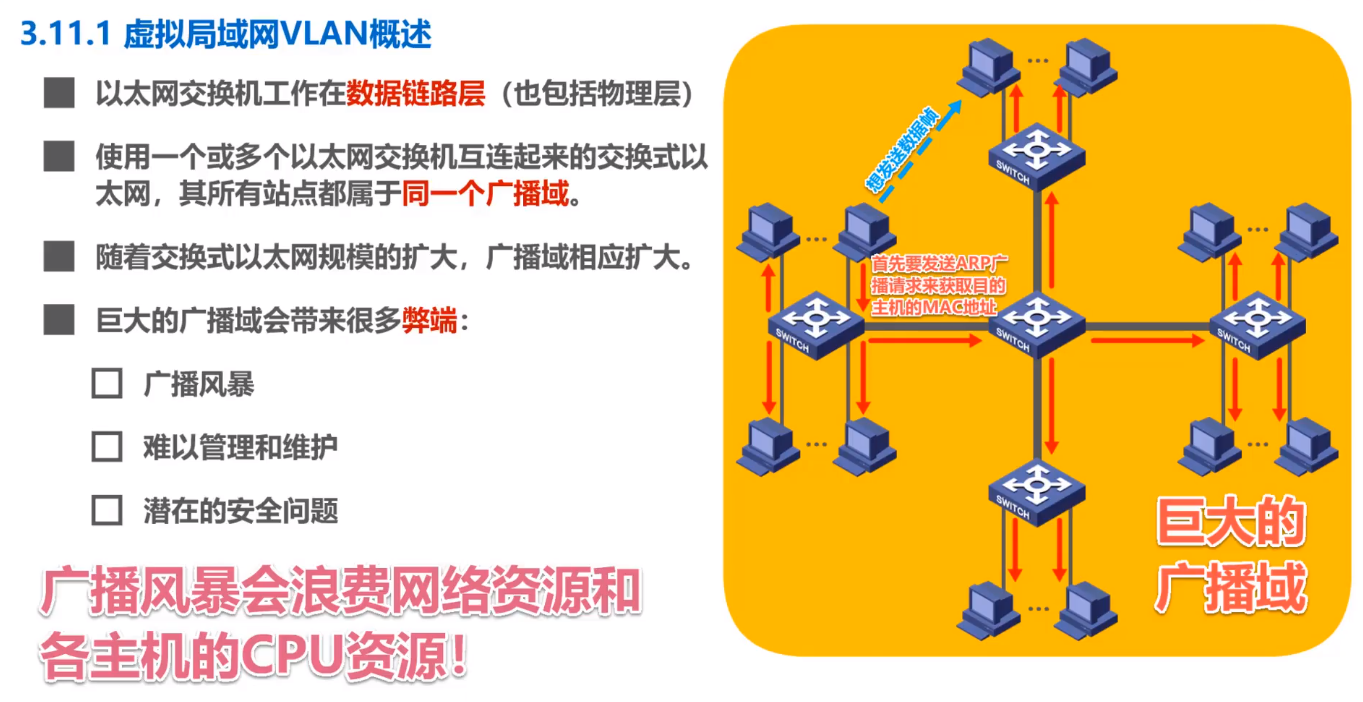 3.11.1 虚拟局域网VLAN概述
以太网交换机工作在数据链路层（也包括物理层）
使用一个或多个以太网交换机互连起来的交换式以
太网，其所有站点都属于同一个广播域。
随着交换式以太网规模的扩大，广播域相应扩大。
巨大的广播域会带来很多弊端：
广播风暴
难以管理和维护
潜在的安全问题
广播风暴会浪费网络资源和
各主机的CPU资源！
想发送数据帧
SWITCH
首先要发送ARP广
播请求来获取目的
主机的MAC地址
SWITCH
SWITCH
SWITCH
SWITCH
巨大的
广播域